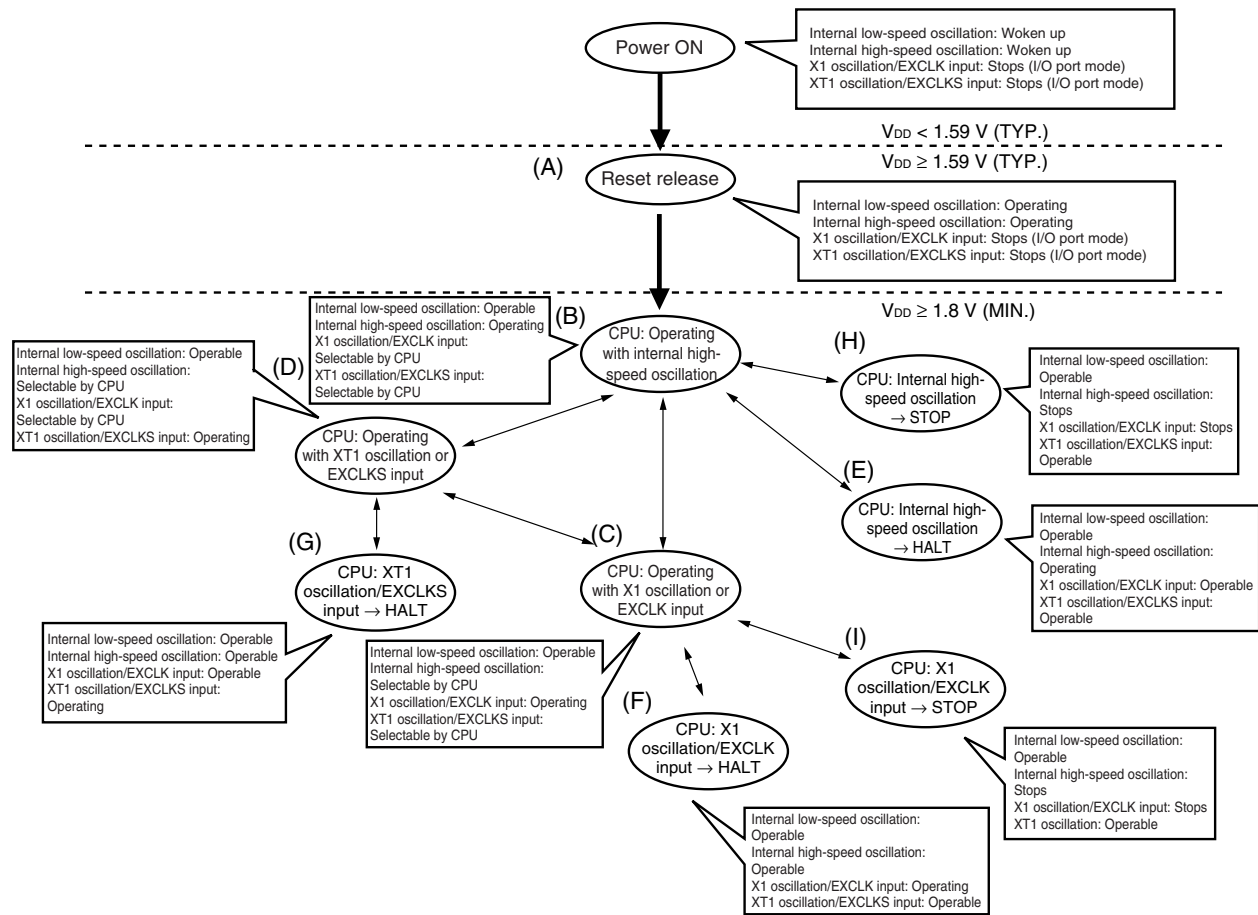 Power ON
Internal low-speed oscillation: Woken up
Internal high-speed oscillation: Woken up
X1 oscillation/EXCLK input: Stops (I/O port mode)
XT1 oscillation/EXCLKS input: Stops (I/O port mode)
VDD < 1.59 V (TYP.)
VDD ≥ 1.59 V (TYP.)
(A)
Reset release
Internal low-speed oscillation: Operating
Internal high-speed oscillation: Operating
X1 oscillation/EXCLK input: Stops (I/O port mode)
XT1 oscillation/EXCLKS input: Stops (I/O port mode)
VDD ≥ 1.8 V (MIN.)
Internal low-speed oscillation: Operable
Internal high-speed oscillation: Operating
X1 oscillation/EXCLK input:
Selectable by CPU
XT1 oscillation/EXCLKS input:
Selectable by CPU
(B)
CPU: Operating
with internal high-
speed oscillation
Internal low-speed oscillation: Operable
Internal high-speed oscillation:
Selectable by CPU
X1 oscillation/EXCLK input:
Selectable by CPU
XT1 oscillation/EXCLKS input: Operating
(D)
CPU: Operating
with XT1 oscillation or
EXCLKS input
(H)
CPU: Internal high-
speed oscillation
→ STOP
Internal low-speed oscillation:
Operable
Internal high-speed oscillation:
Stops
X1 oscillation/EXCLK input: Stops
XT1 oscillation/EXCLKS input:
Operable
(E)
CPU: Internal high-
speed oscillation
→ HALT
Internal low-speed oscillation:
Operable
Internal high-speed oscillation:
Operating
X1 oscillation/EXCLK input: Operable
XT1 oscillation/EXCLKS input:
Operable
(G)
CPU: XT1
oscillation/EXCLKS
input → HALT
Internal low-speed oscillation: Operable
Internal high-speed oscillation: Operable
X1 oscillation/EXCLK input: Operable
XT1 oscillation/EXCLKS input:
Operating
(C)
CPU: Operating
with X1 oscillation or
EXCLK input
Internal low-speed oscillation: Operable
Internal high-speed oscillation:
Selectable by CPU
X1 oscillation/EXCLK input: Operating
XT1 oscillation/EXCLKS input:
Selectable by CPU
(I)
CPU: X1
oscillation/EXCLK
input → STOP
Internal low-speed oscillation:
Operable
Internal high-speed oscillation:
Stops
X1 oscillation/EXCLK input: Stops
XT1 oscillation: Operable
(F)
CPU: X1
oscillation/EXCLK
input → HALT
Internal low-speed oscillation:
Operable
Internal high-speed oscillation:
Operable
X1 oscillation/EXCLK input: Operating
XT1 oscillation/EXCLKS input: Operable